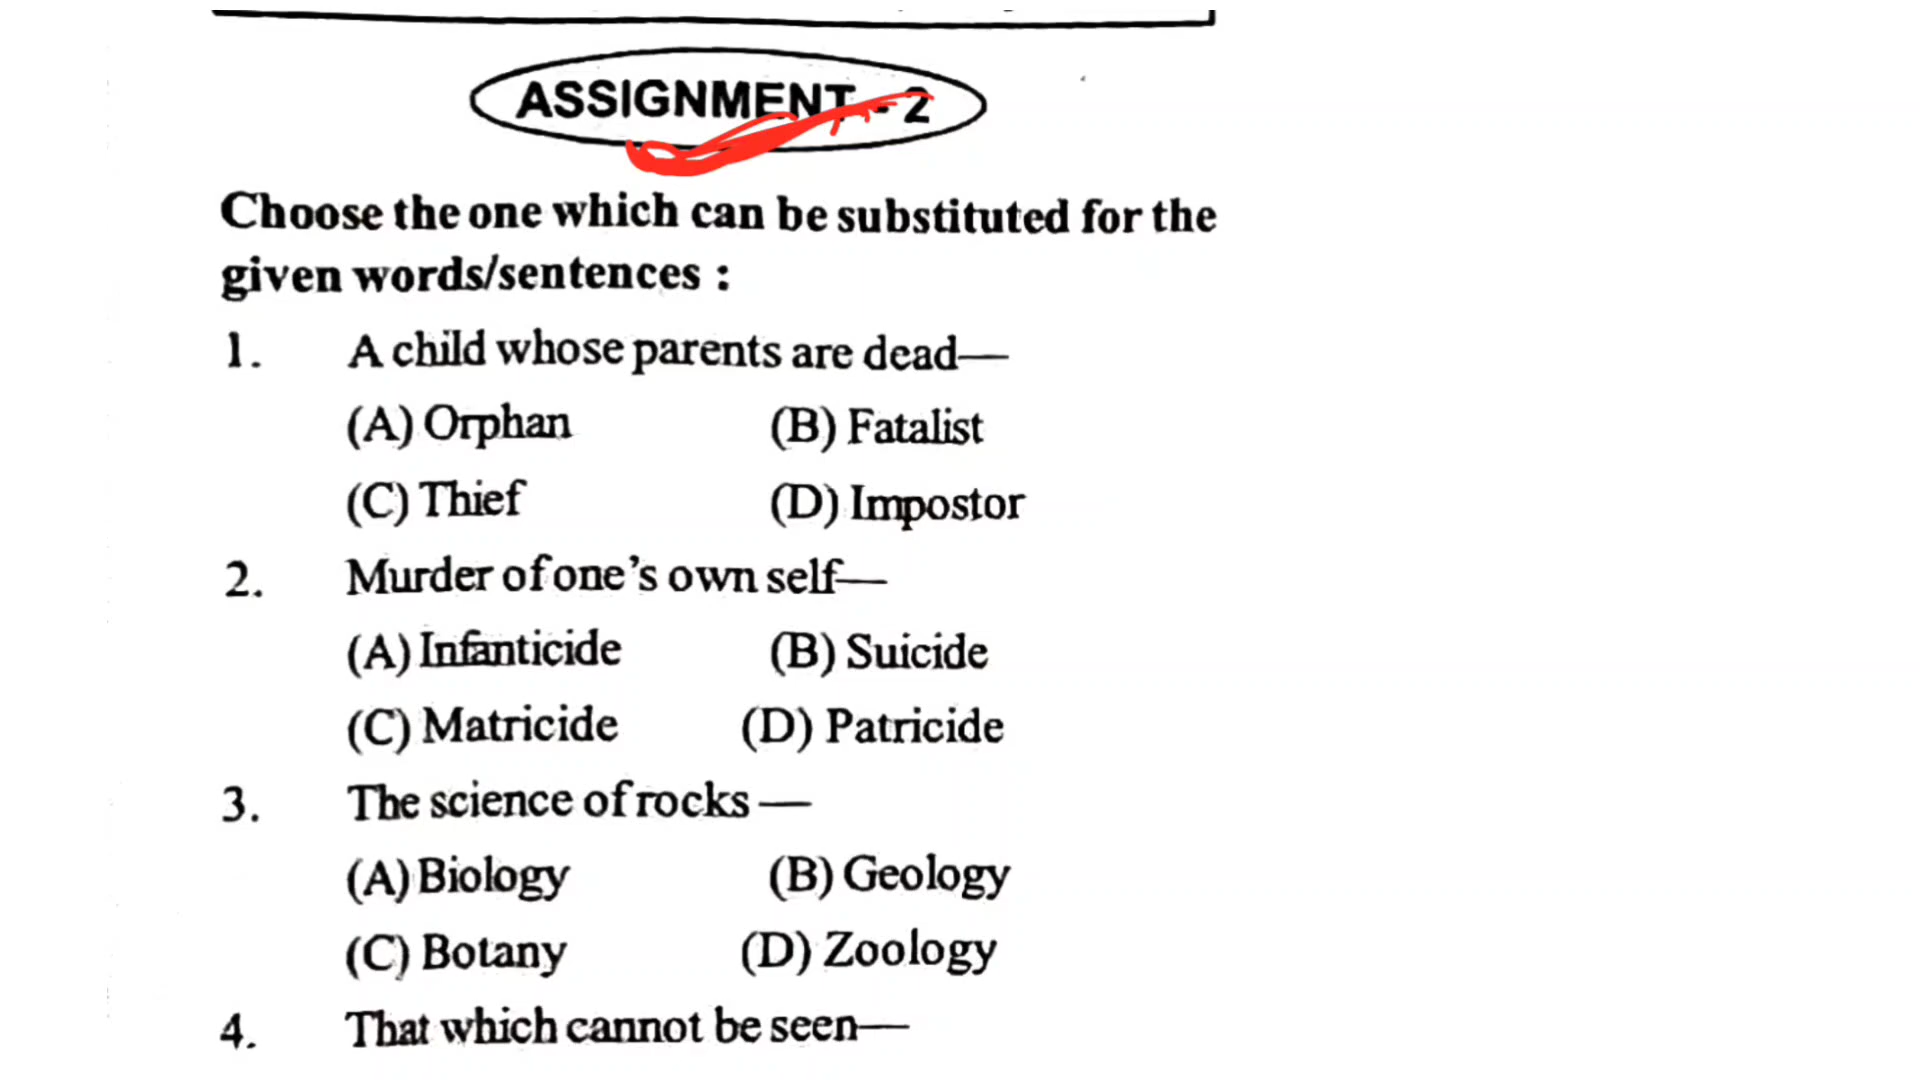 ASSIGNMENT - 2
Choose the one which can be substituted for the
given words/sentences :
1. A child whose parents are dead—
(A) Orphan (B) Fatalist
(C) Thief (D) Impostor
2. Murder of one's own self—
(A) Infanticide (B) Suicide
(C) Matricide (D) Patricide
3. The science of rocks —
(A) Biology (B) Geology
(C) Botany (D) Zoology
4. That which cannot be seen—